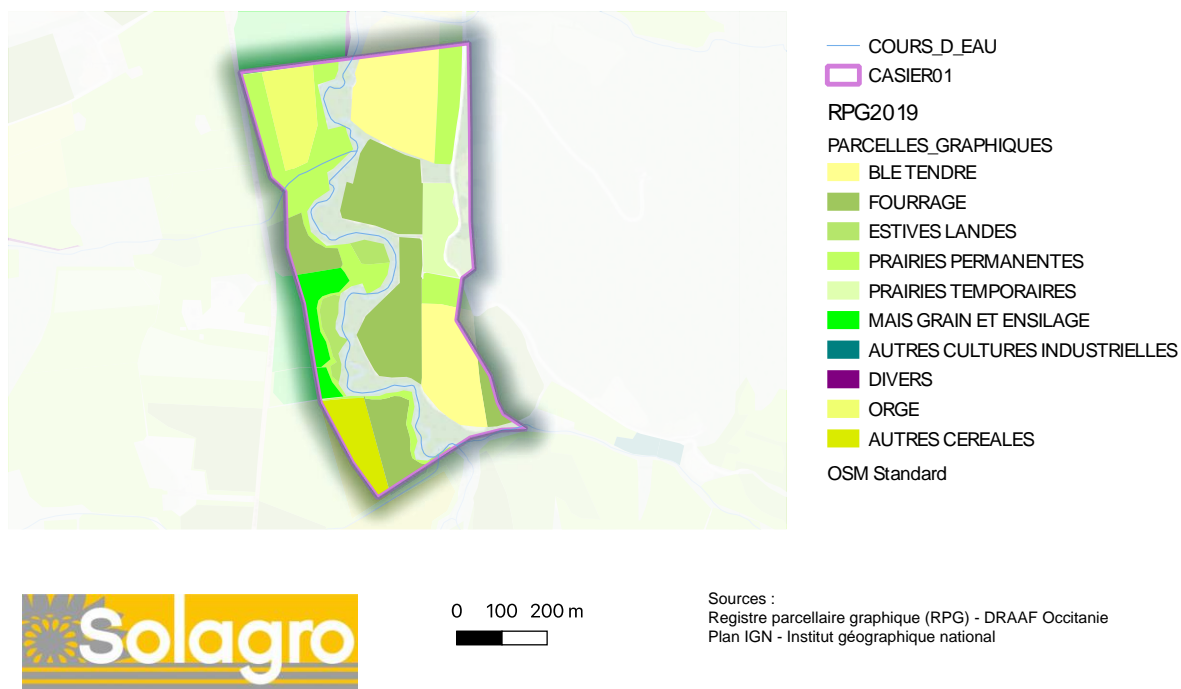 COURS_D_EAU
CASIER01
RPG2019
PARCELLES_GRAPHIQUES
BLE TENDRE
FOURRAGE
ESTIVES LANDES
PRAIRIES PERMANENTES
PRAIRIES TEMPORAIRES
MAIS GRAIN ET ENSILAGE
AUTRES CULTURES INDUSTRIELLES
DIVERS
ORGE
AUTRES CEREALES
OSM Standard
Solagro
0 100 200 m
Sources :
Registre parcellaire graphique (RPG) - DRAAF Occitanie
Plan IGN - Institut géographique national